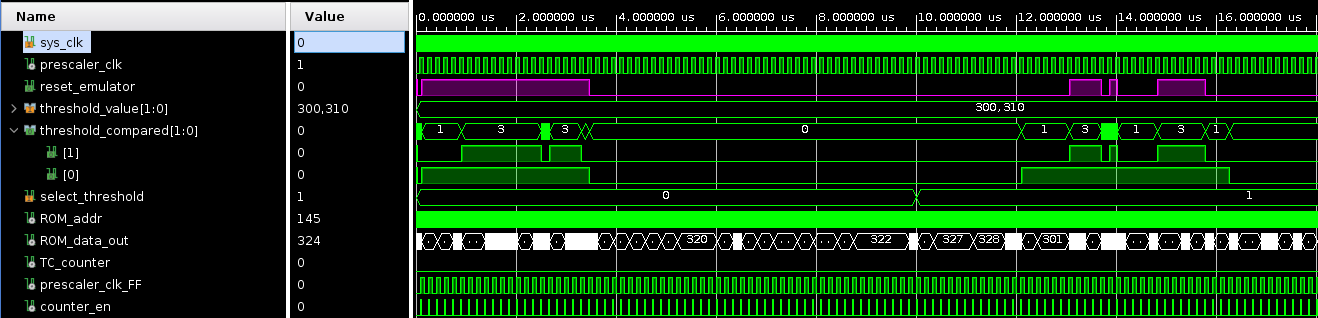 Name Value 0.000000 us 2.000000 us 4.000000 us 6.000000 us 8.000000 us 10.000000 us 12.000000 us 14.000000 us 16.000000 us
sys_clk 0
prescaler_clk 1
reset_emulator 0
threshold_value[1:0] 300,310 300,310
threshold_compared[1:0] 0 1 3 3 0 1 3 1 3 1
[1] 0
[0] 0
select_threshold 1 0 1
ROM_addr 145
ROM_data_out 324 320 322 327 328 301
TC_counter 0
prescaler_clk_FF 0
counter_en 0